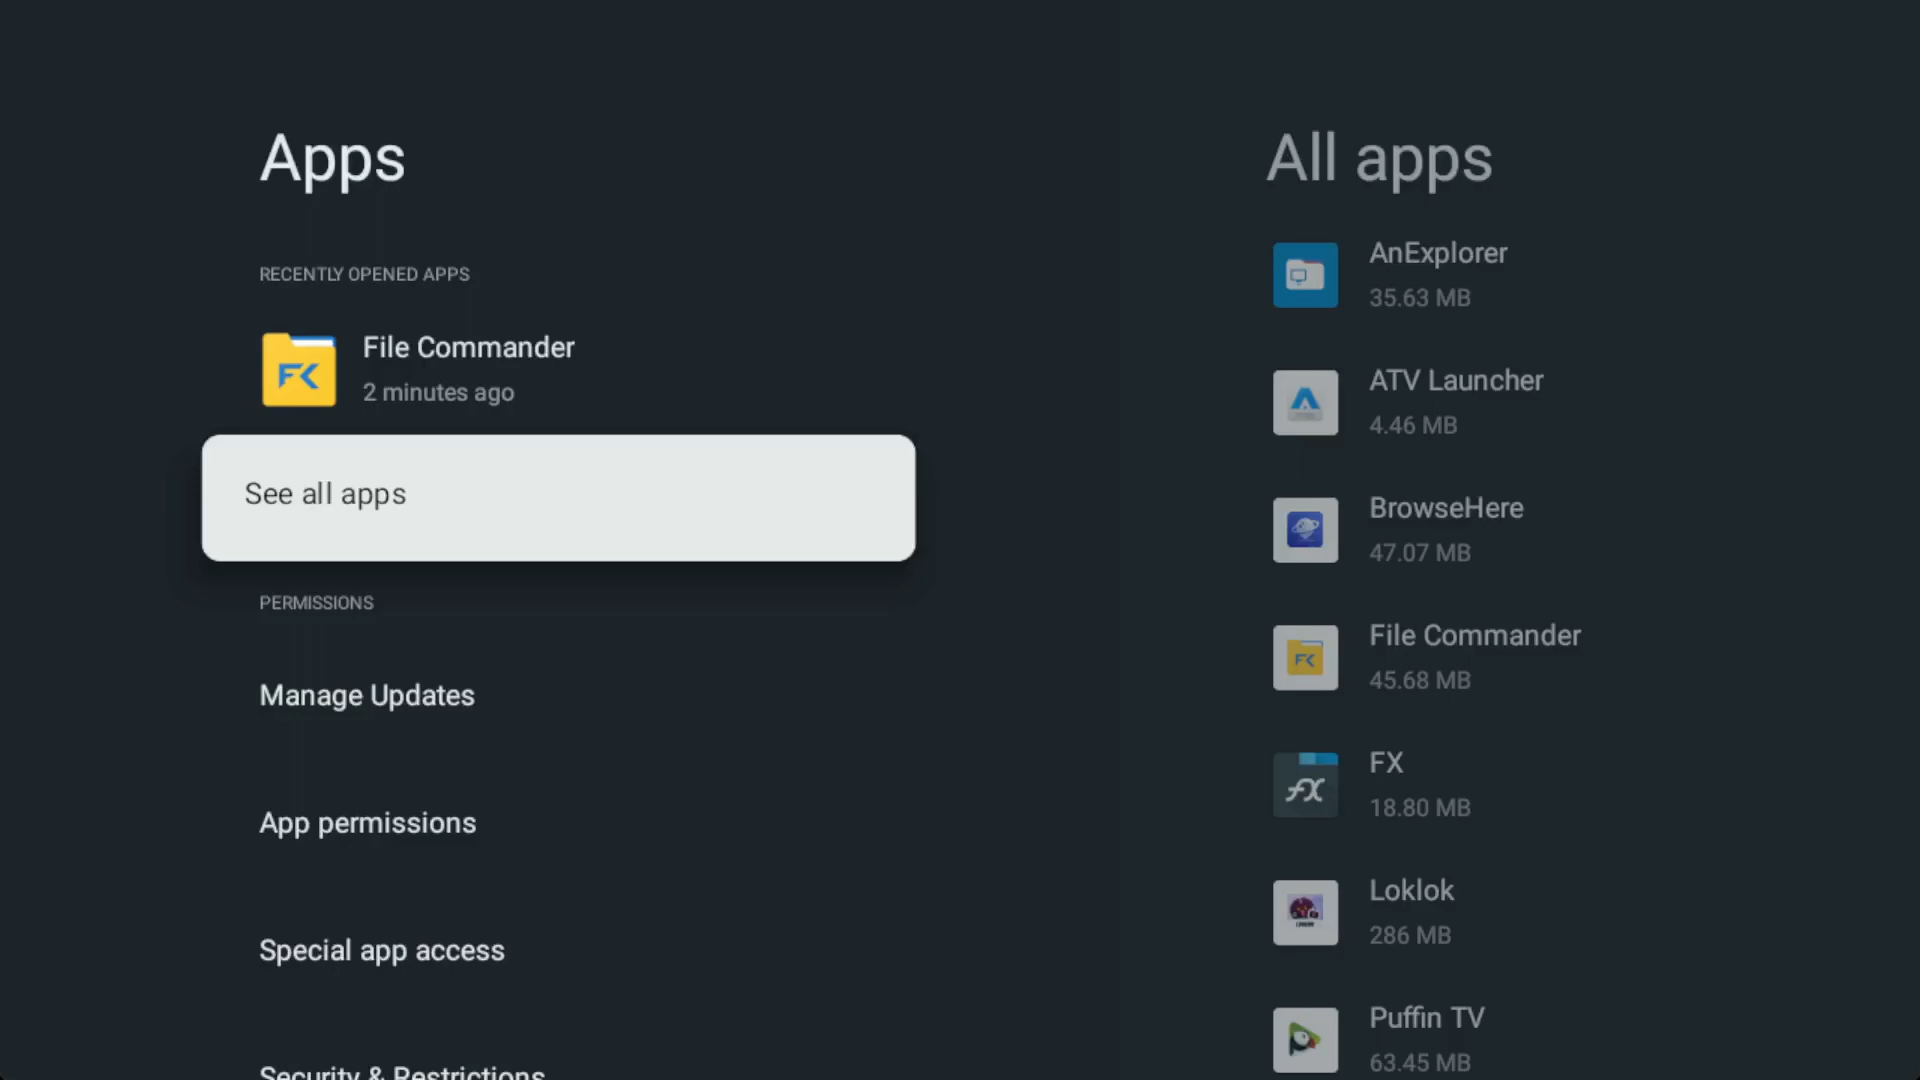 Apps
RECENTLY OPENED APPS
File Commander
2 minutes ago
See all apps
PERMISSIONS
Manage Updates
App permissions
Special app access
Security & Restrictions
All apps
AnExplorer
35.63 MB
ATV Launcher
4.46 MB
BrowseHere
47.07 MB
File Commander
45.68 MB
FX
18.80 MB
Loklok
286 MB
Puffin TV
63.45 MB